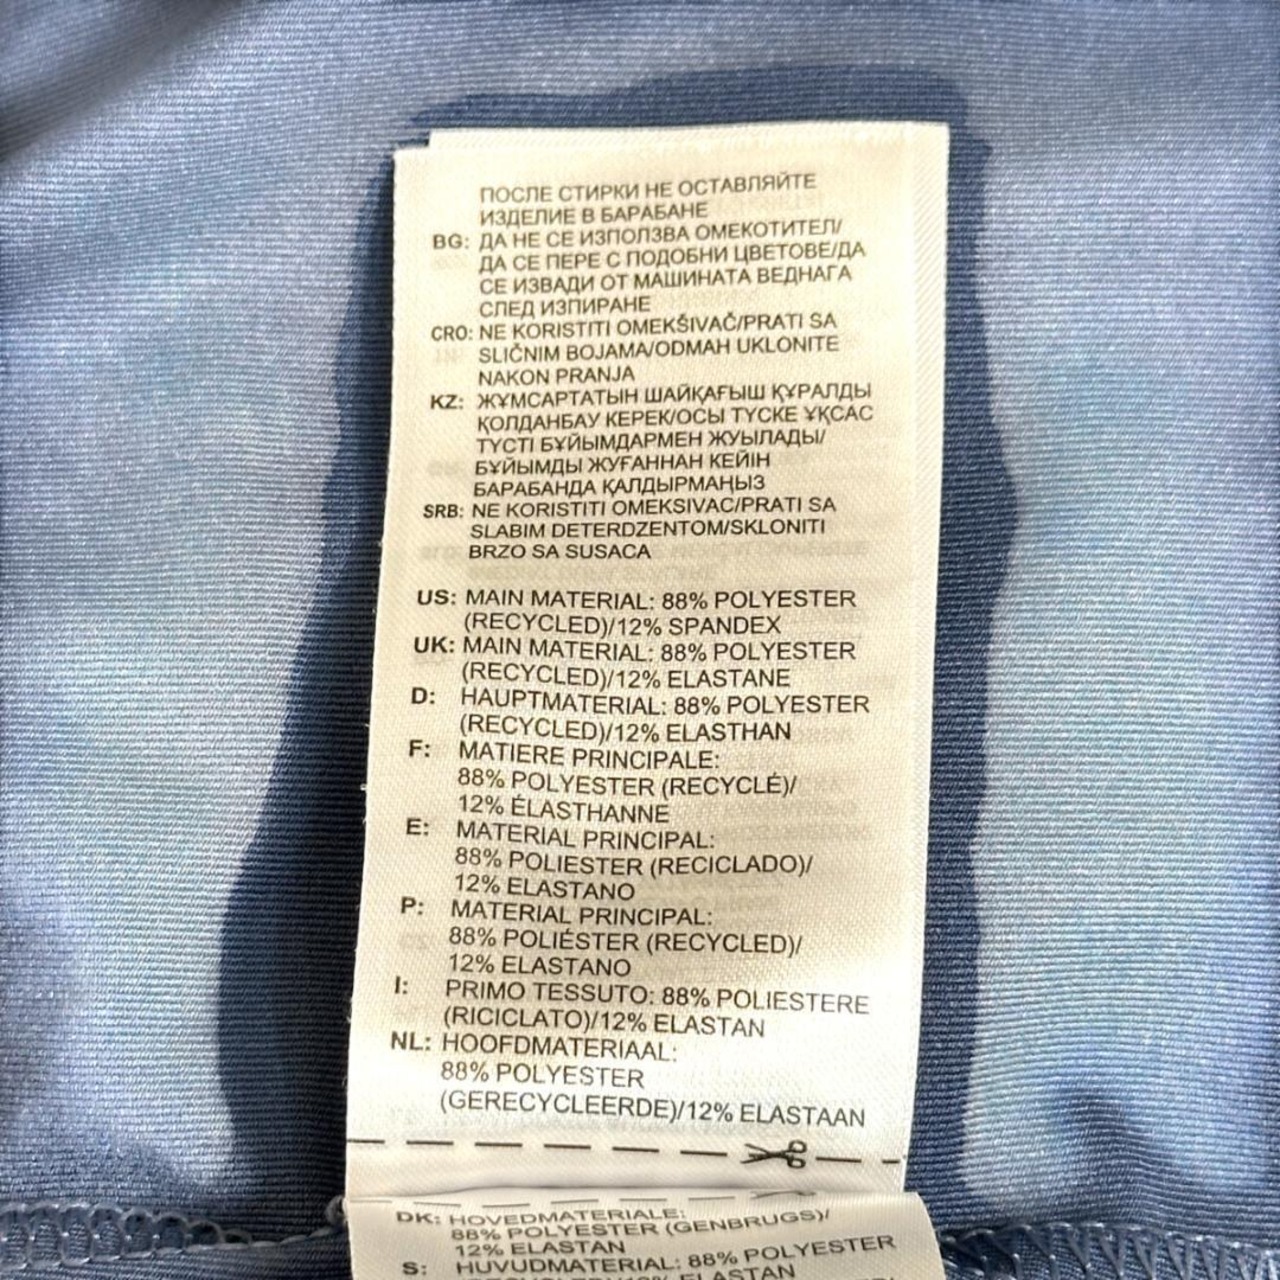 ПОСЛЕ СТИРКИ НЕ ОСТАВЛЯЙТЕ
ИЗДЕЛИЕ В БАРАБАНЕ
BG: ДА НЕ СЕ ИЗПОЛЗВА ОМЕКОТИТЕЛ/
ДА СЕ ПЕРЕ С ПОДОБНИ ЦВЕТОВЕ/ДА
СЕ ИЗВАДИ ОТ МАШИНАТА ВЕДНАГА
СЛЕД ИЗПИРАНЕ
CRO: NE KORISTITI OMEKŠIVAČ/PRATI SA
SLIČNIM BOJAMA/ODMAH UKLONITE
NAKON PRANJA
KZ: ЖҰМСАРТАТЫН ШАЙҚАҒЫШ ҚҰРАЛДЫ
ҚОЛДАНБАУ КЕРЕК/ОСЫ ТҮСКЕ ҰҚСАС
ТҮСТІ БҰЙЫМДАРМЕН ЖУЫЛАДЫ/
БҰЙЫМДЫ ЖУҒАННАН КЕЙІН
БАРАБАНДА ҚАЛДЫРМАҢЫЗ
SRB: NE KORISTITI OMEKSIVAC/PRATI SA
SLABIM DETERDZENTOM/SKLONITI
BRZO SA SUSACA
US: MAIN MATERIAL: 88% POLYESTER
(RECYCLED)/12% SPANDEX
UK: MAIN MATERIAL: 88% POLYESTER
(RECYCLED)/12% ELASTANE
D: HAUPTMATERIAL: 88% POLYESTER
(RECYCLED)/12% ELASTHAN
F: MATIERE PRINCIPALE:
88% POLYESTER (RECYCLÉ)/
12% ÉLASTHANNE
E: MATERIAL PRINCIPAL:
88% POLIESTER (RECICLADO)/
12% ELASTANO
P: MATERIAL PRINCIPAL:
88% POLIÉSTER (RECYCLED)/
12% ELASTANO
I: PRIMO TESSUTO: 88% POLIESTERE
(RICICLATO)/12% ELASTAN
NL: HOOFDMATERIAAL:
88% POLYESTER
(GERECYCLEERDE)/12% ELASTAAN
DK: HOVEDMATERIALE:
88% POLYESTER (GENBRUGS)/
12% ELASTAN
S: HUVUDMATERIAL: 88% POLYESTER
12% ELASTAN